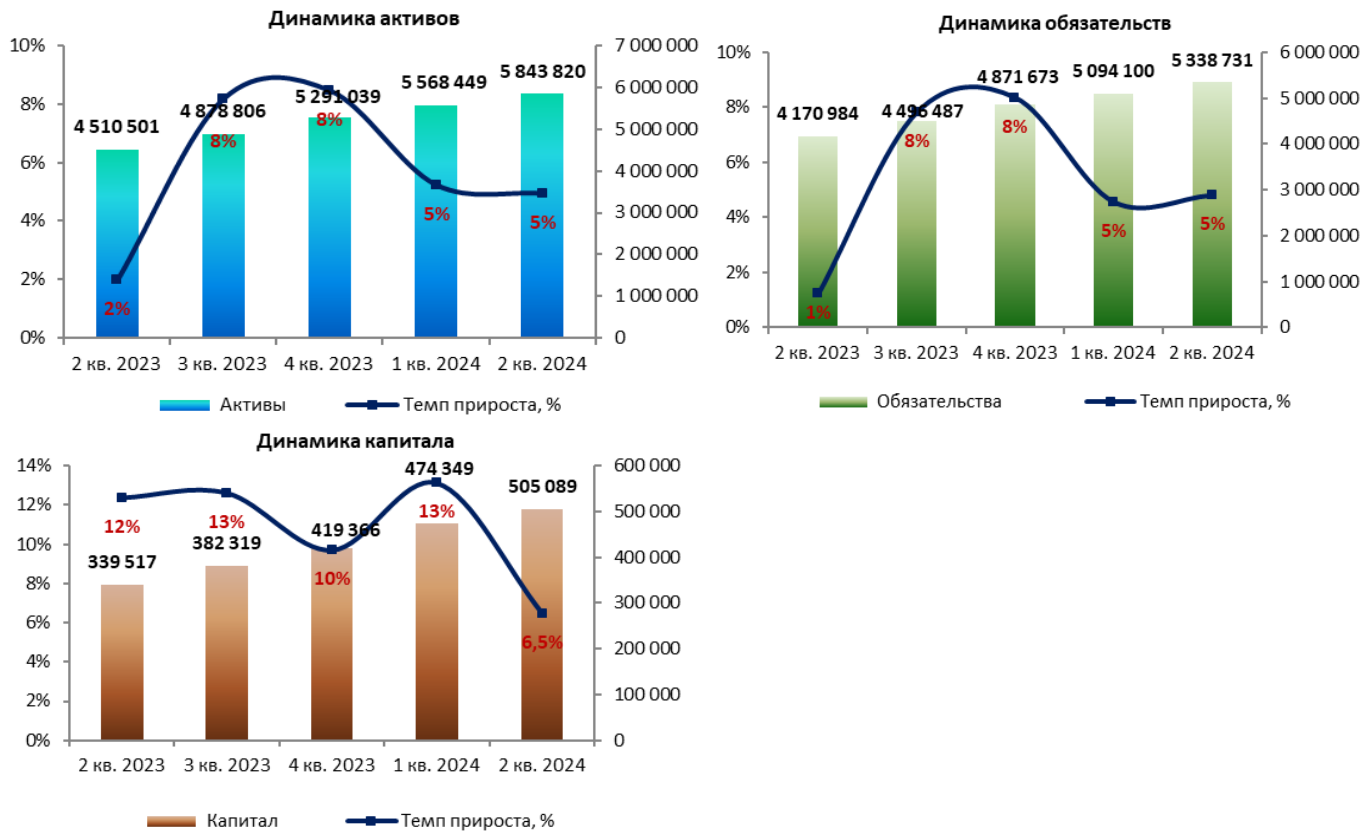 Динамика активов
10%
8%
6%
4%
2%
0%
7 000 000
6 000 000
5 000 000
4 000 000
3 000 000
2 000 000
1 000 000
0
4 510 501
4 878 806
5 291 039
5 568 449
5 843 820
2%
8%
8%
5%
5%
2 кв. 2023
3 кв. 2023
4 кв. 2023
1 кв. 2024
2 кв. 2024
Активы
Темп прироста, %
Динамика обязательств
10%
8%
6%
4%
2%
0%
6 000 000
5 000 000
4 000 000
3 000 000
2 000 000
1 000 000
0
4 170 984
4 496 487
4 871 673
5 094 100
5 338 731
1%
8%
8%
5%
5%
2 кв. 2023
3 кв. 2023
4 кв. 2023
1 кв. 2024
2 кв. 2024
Обязательства
Темп прироста, %
Динамика капитала
14%
12%
10%
8%
6%
4%
2%
0%
600 000
500 000
400 000
300 000
200 000
100 000
0
339 517
382 319
419 366
474 349
505 089
12%
13%
10%
13%
6,5%
2 кв. 2023
3 кв. 2023
4 кв. 2023
1 кв. 2024
2 кв. 2024
Капитал
Темп прироста, %